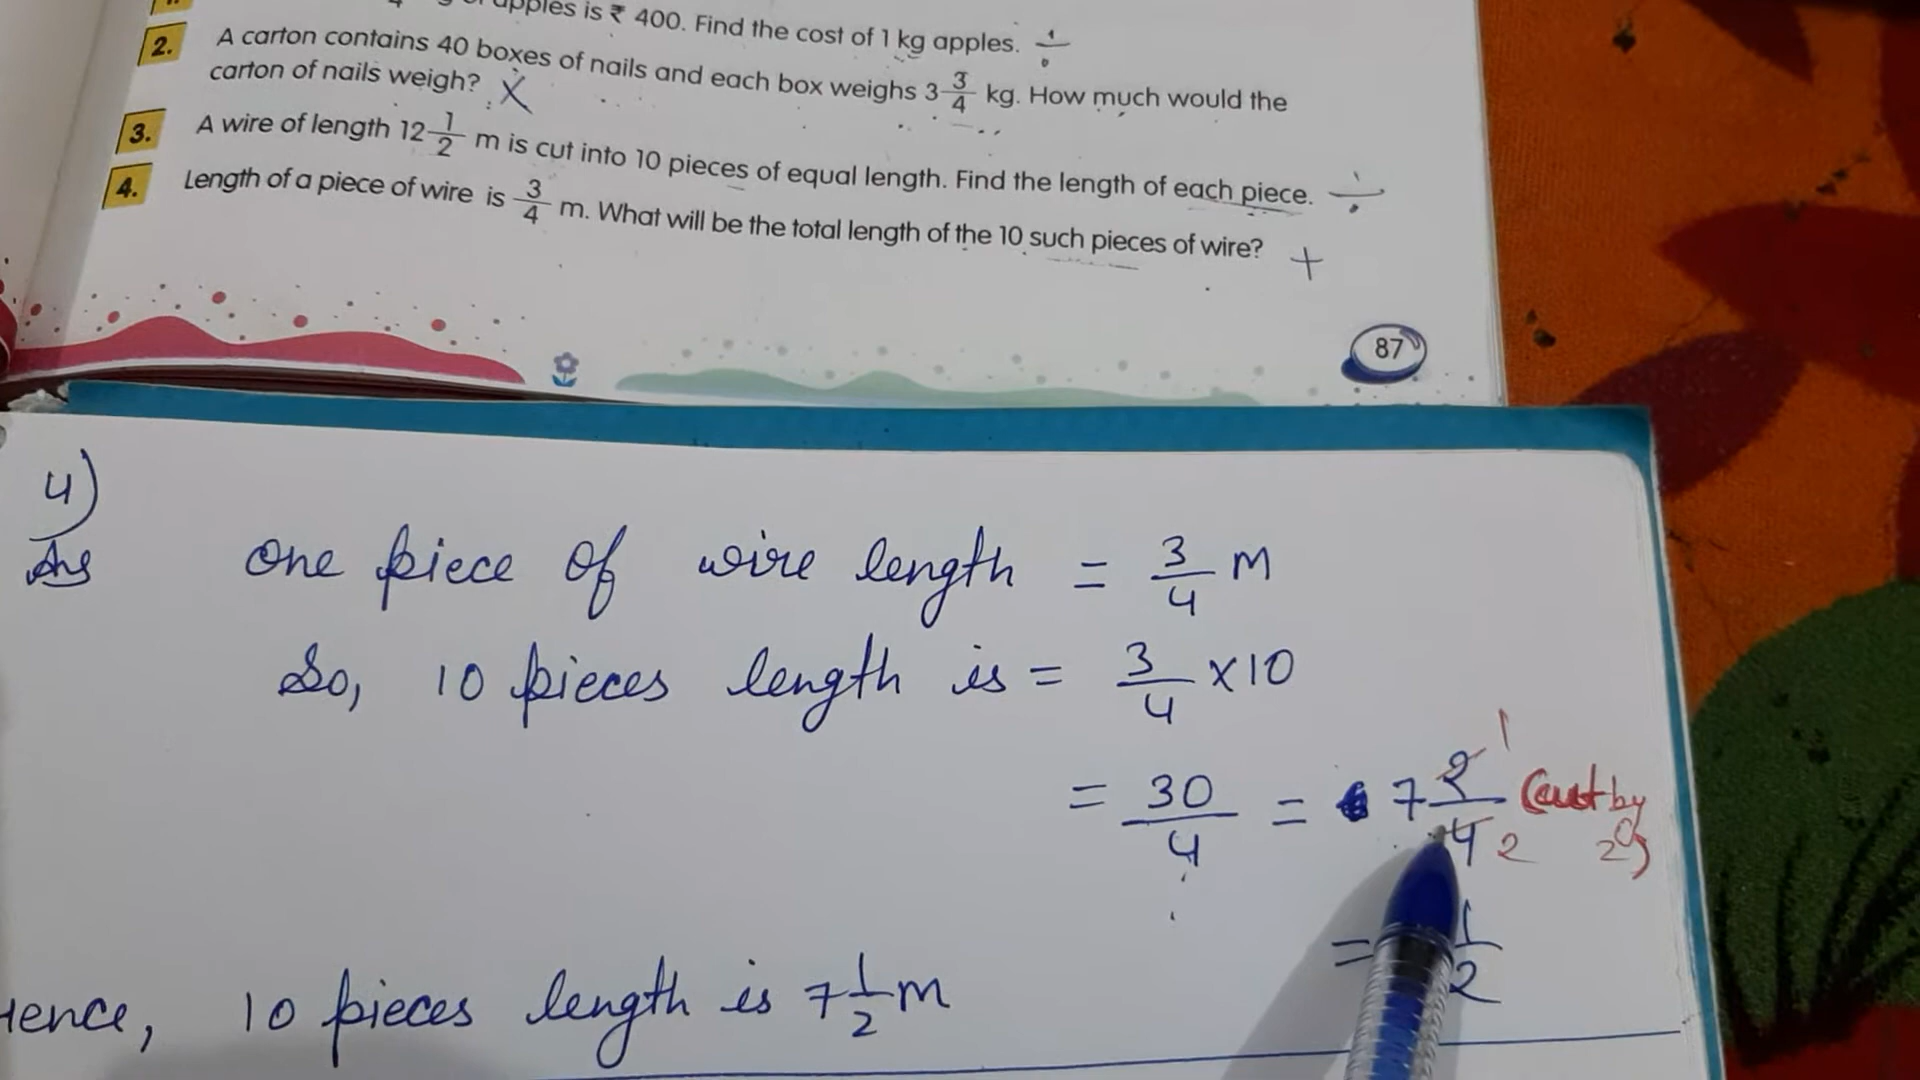 apples is ₹ 400. Find the cost of 1 kg apples. ÷
2. A carton contains 40 boxes of nails and each box weighs 3 3/4 kg. How much would the
carton of nails weigh? X
3. A wire of length 12 1/2 m is cut into 10 pieces of equal length. Find the length of each piece. ÷
4. Length of a piece of wire is 3/4 m. What will be the total length of the 10 such pieces of wire? +
87
4)
Ans One piece of wire length = 3/4 m
So, 10 pieces length is = 3/4 × 10
= 30/4 = 7 2/4 1 2 (cut by 2)
= 1/2
Hence, 10 pieces length is 7 1/2 m